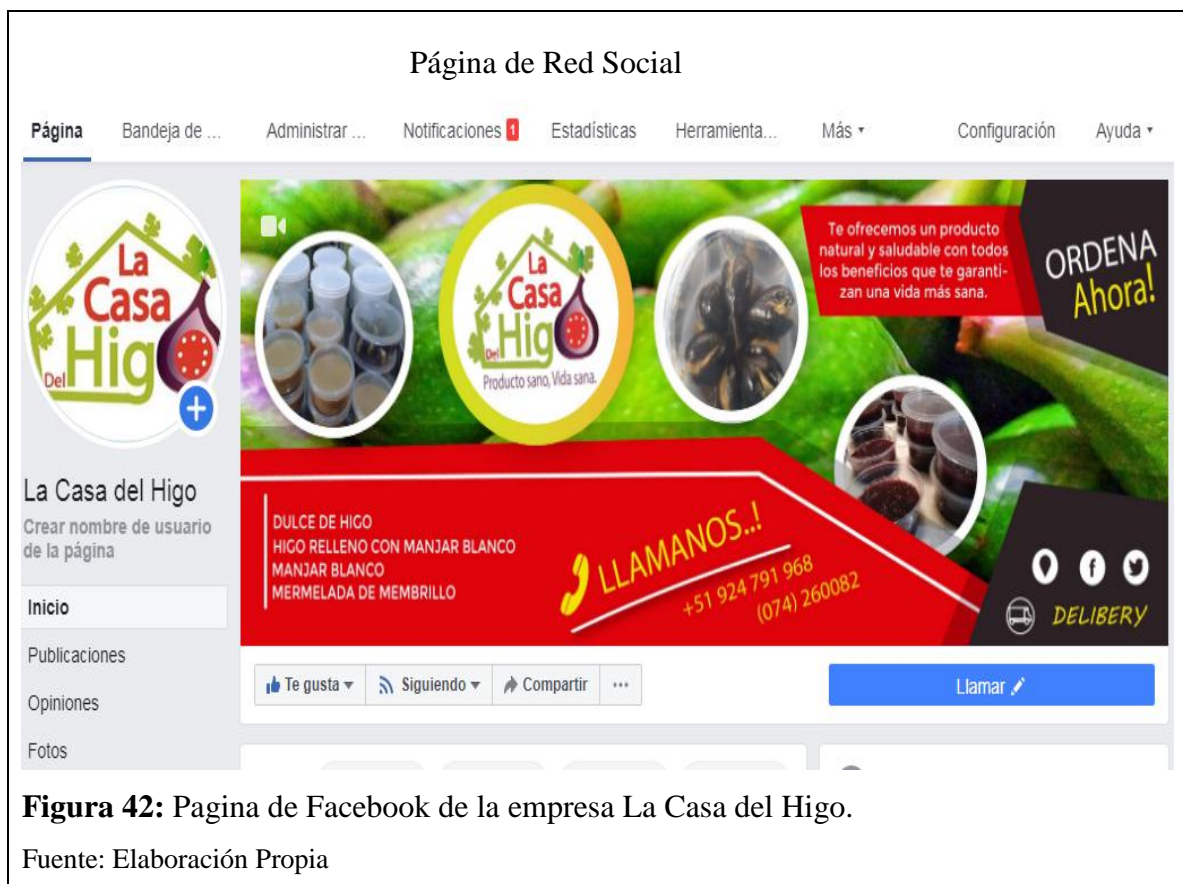 Página de Red Social
Página Bandeja de ... Administrar ... Notificaciones 1 Estadísticas Herramienta... Más Configuración Ayuda
La
Casa
Del Higo
La Casa del Higo
Crear nombre de usuario
de la página
Inicio
Publicaciones
Opiniones
Fotos
La
Casa
Del Higo
Producto sano, Vida sana.
Te ofrecemos un producto
natural y saludable con todos
los beneficios que te garanti-
zan una vida más sana.
ORDENA
Ahora!
DULCE DE HIGO
HIGO RELLENO CON MANJAR BLANCO
MANJAR BLANCO
MERMELADA DE MEMBRILLO
LLAMANOS..!
+51 924 791 968
(074) 260082
DELIBERY
Te gusta Siguiendo Compartir ... Llamar
Figura 42: Pagina de Facebook de la empresa La Casa del Higo.
Fuente: Elaboración Propia